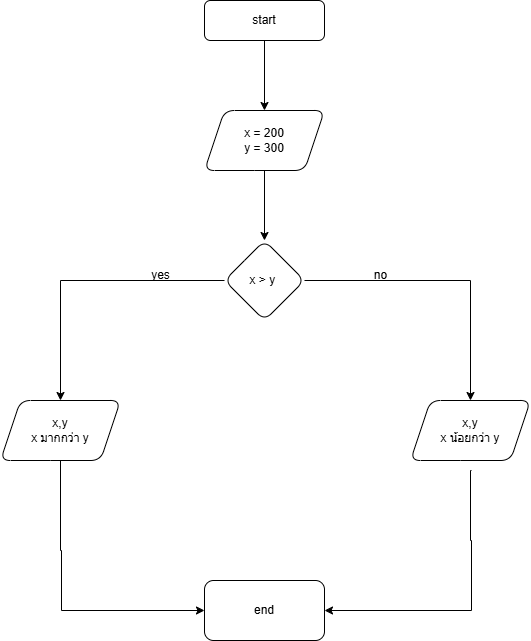 start
x = 200
y = 300
x > y
yes
no
x,y
x มากกว่า y
x,y
x น้อยกว่า y
end